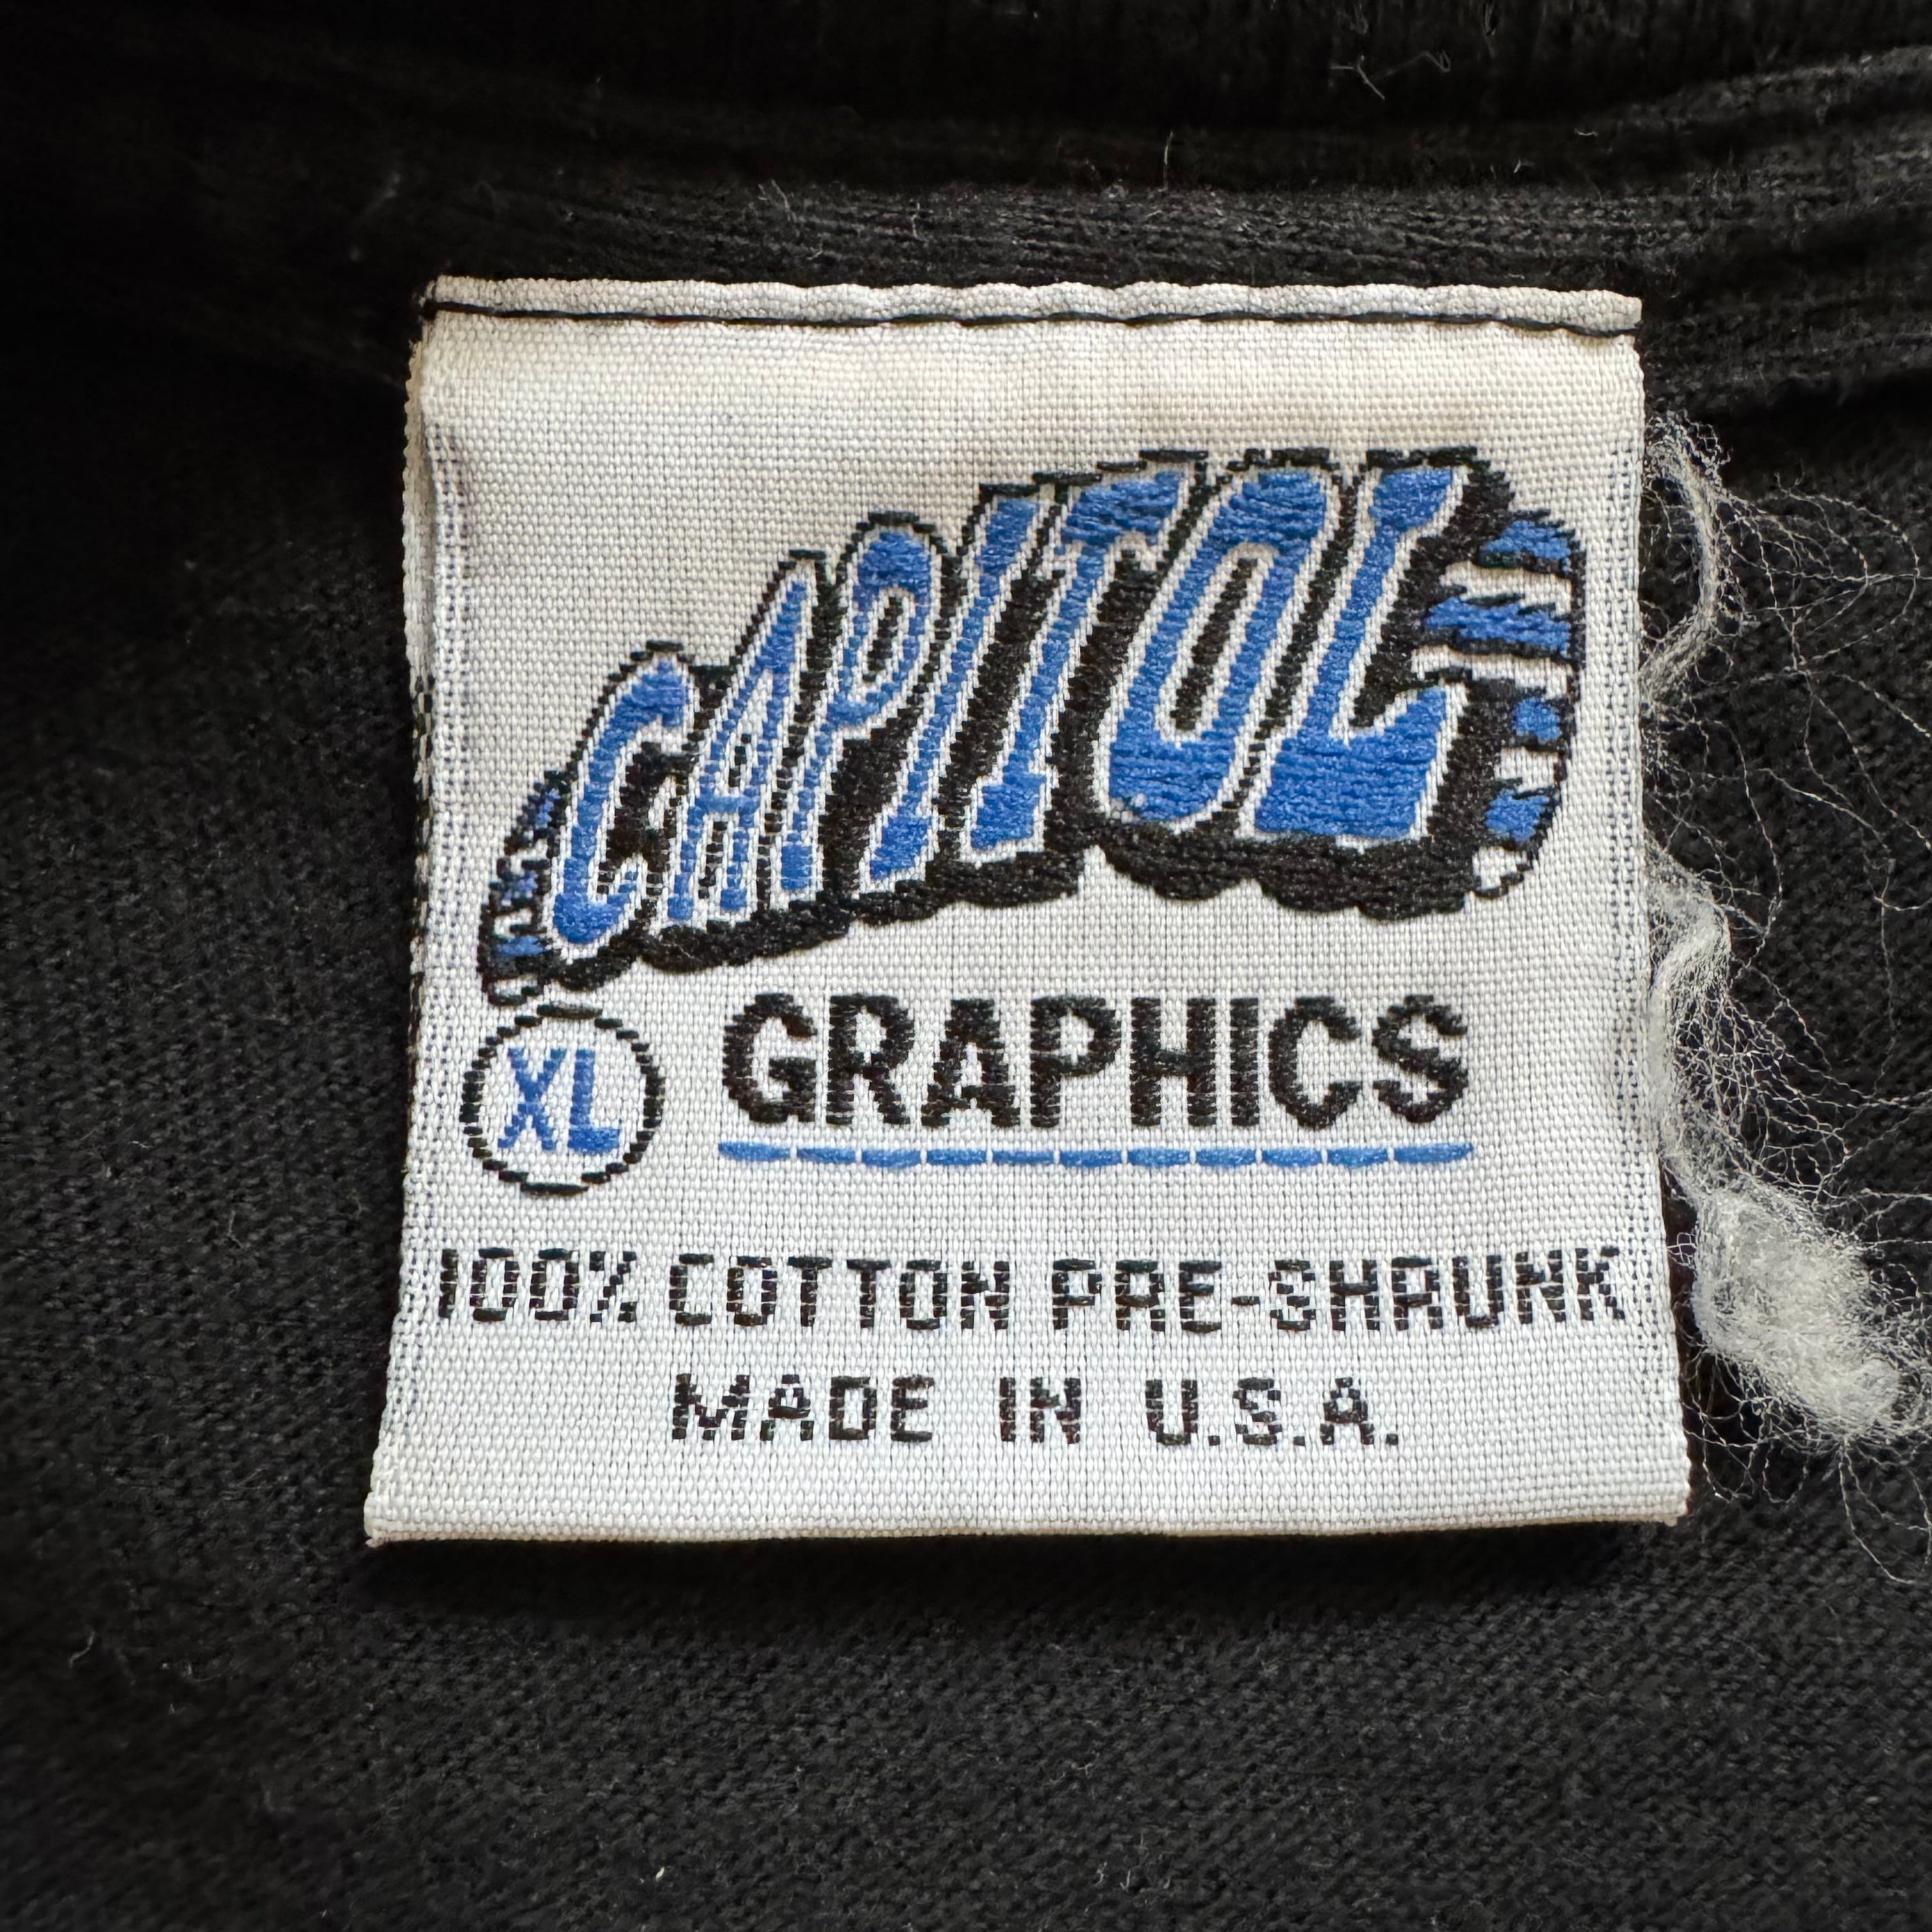 CAPITOL
GRAPHICS
XL
100% COTTON PRE-SHRUNK
MADE IN U.S.A.